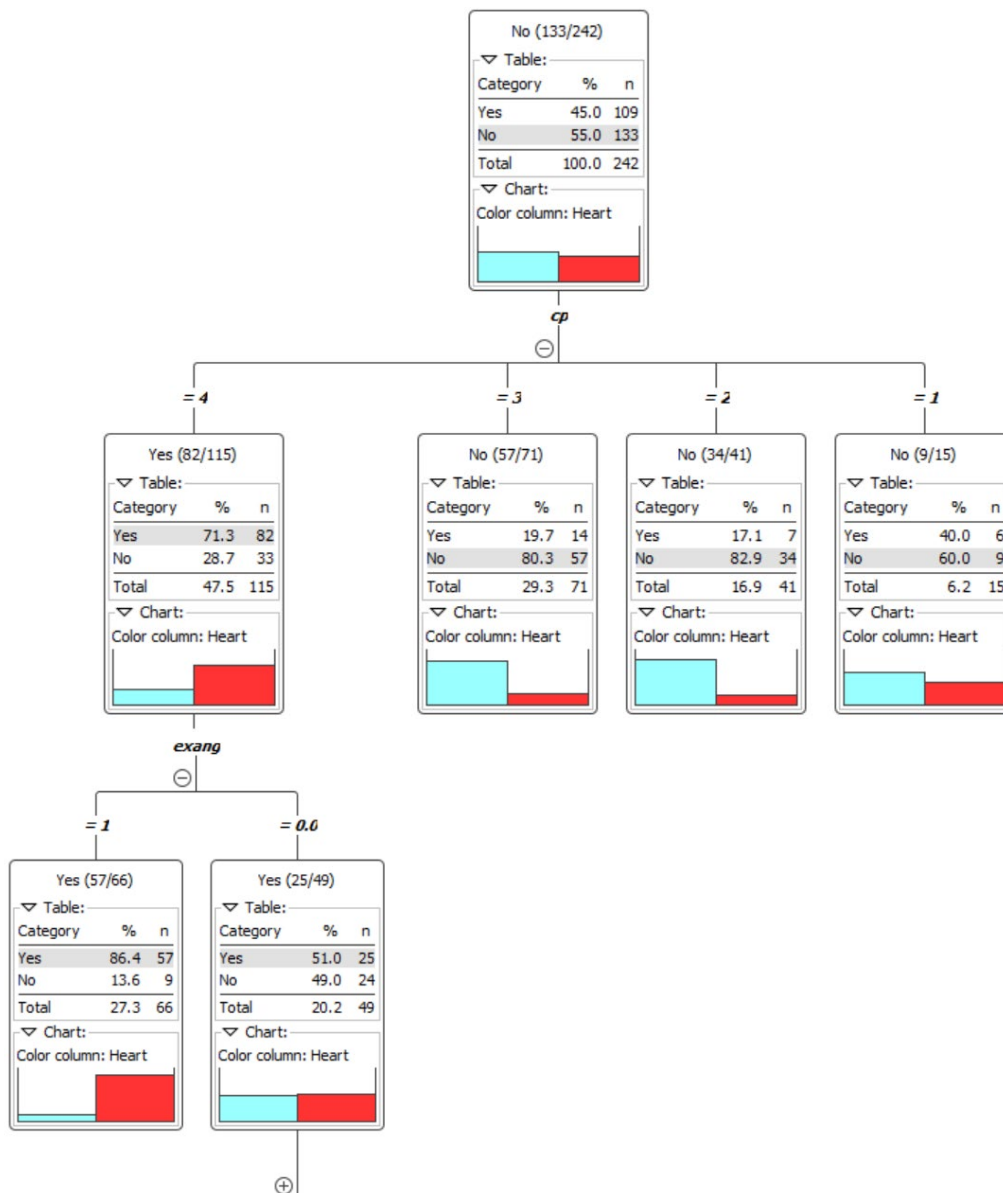 No (133/242)
Table:
Category % n
Yes 45.0 109
No 55.0 133
Total 100.0 242
Chart:
Color column: Heart
cp
= 4
= 3
= 2
= 1
Yes (82/115)
Table:
Category % n
Yes 71.3 82
No 28.7 33
Total 47.5 115
Chart:
Color column: Heart
No (57/71)
Table:
Category % n
Yes 19.7 14
No 80.3 57
Total 29.3 71
Chart:
Color column: Heart
No (34/41)
Table:
Category % n
Yes 17.1 7
No 82.9 34
Total 16.9 41
Chart:
Color column: Heart
No (9/15)
Table:
Category % n
Yes 40.0 6
No 60.0 9
Total 6.2 15
Chart:
Color column: Heart
exang
= 1
= 0.0
Yes (57/66)
Table:
Category % n
Yes 86.4 57
No 13.6 9
Total 27.3 66
Chart:
Color column: Heart
Yes (25/49)
Table:
Category % n
Yes 51.0 25
No 49.0 24
Total 20.2 49
Chart:
Color column: Heart